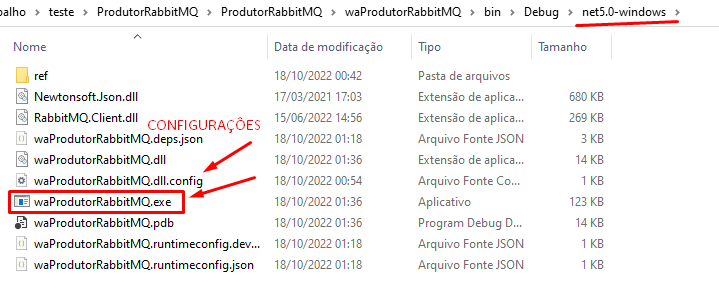 balho > teste > ProdutorRabbitMQ > ProdutorRabbitMQ > waProdutorRabbitMQ > bin > Debug > net5.0-windows >
Nome Data de modificação Tipo Tamanho
ref 18/10/2022 00:42 Pasta de arquivos
Newtonsoft.Json.dll 17/03/2021 17:03 Extensão de aplica... 680 KB
RabbitMQ.Client.dll 15/06/2022 14:56 Extensão de aplica... 269 KB
CONFIGURAÇÕES
waProdutorRabbitMQ.deps.json 18/10/2022 01:18 Arquivo Fonte JSON 3 KB
waProdutorRabbitMQ.dll 18/10/2022 01:36 Extensão de aplica... 14 KB
waProdutorRabbitMQ.dll.config 18/10/2022 00:54 Arquivo Fonte Co... 1 KB
waProdutorRabbitMQ.exe 18/10/2022 01:36 Aplicativo 123 KB
waProdutorRabbitMQ.pdb 18/10/2022 01:36 Program Debug D... 14 KB
waProdutorRabbitMQ.runtimeconfig.dev... 18/10/2022 01:18 Arquivo Fonte JSON 1 KB
waProdutorRabbitMQ.runtimeconfig.json 18/10/2022 01:18 Arquivo Fonte JSON 1 KB